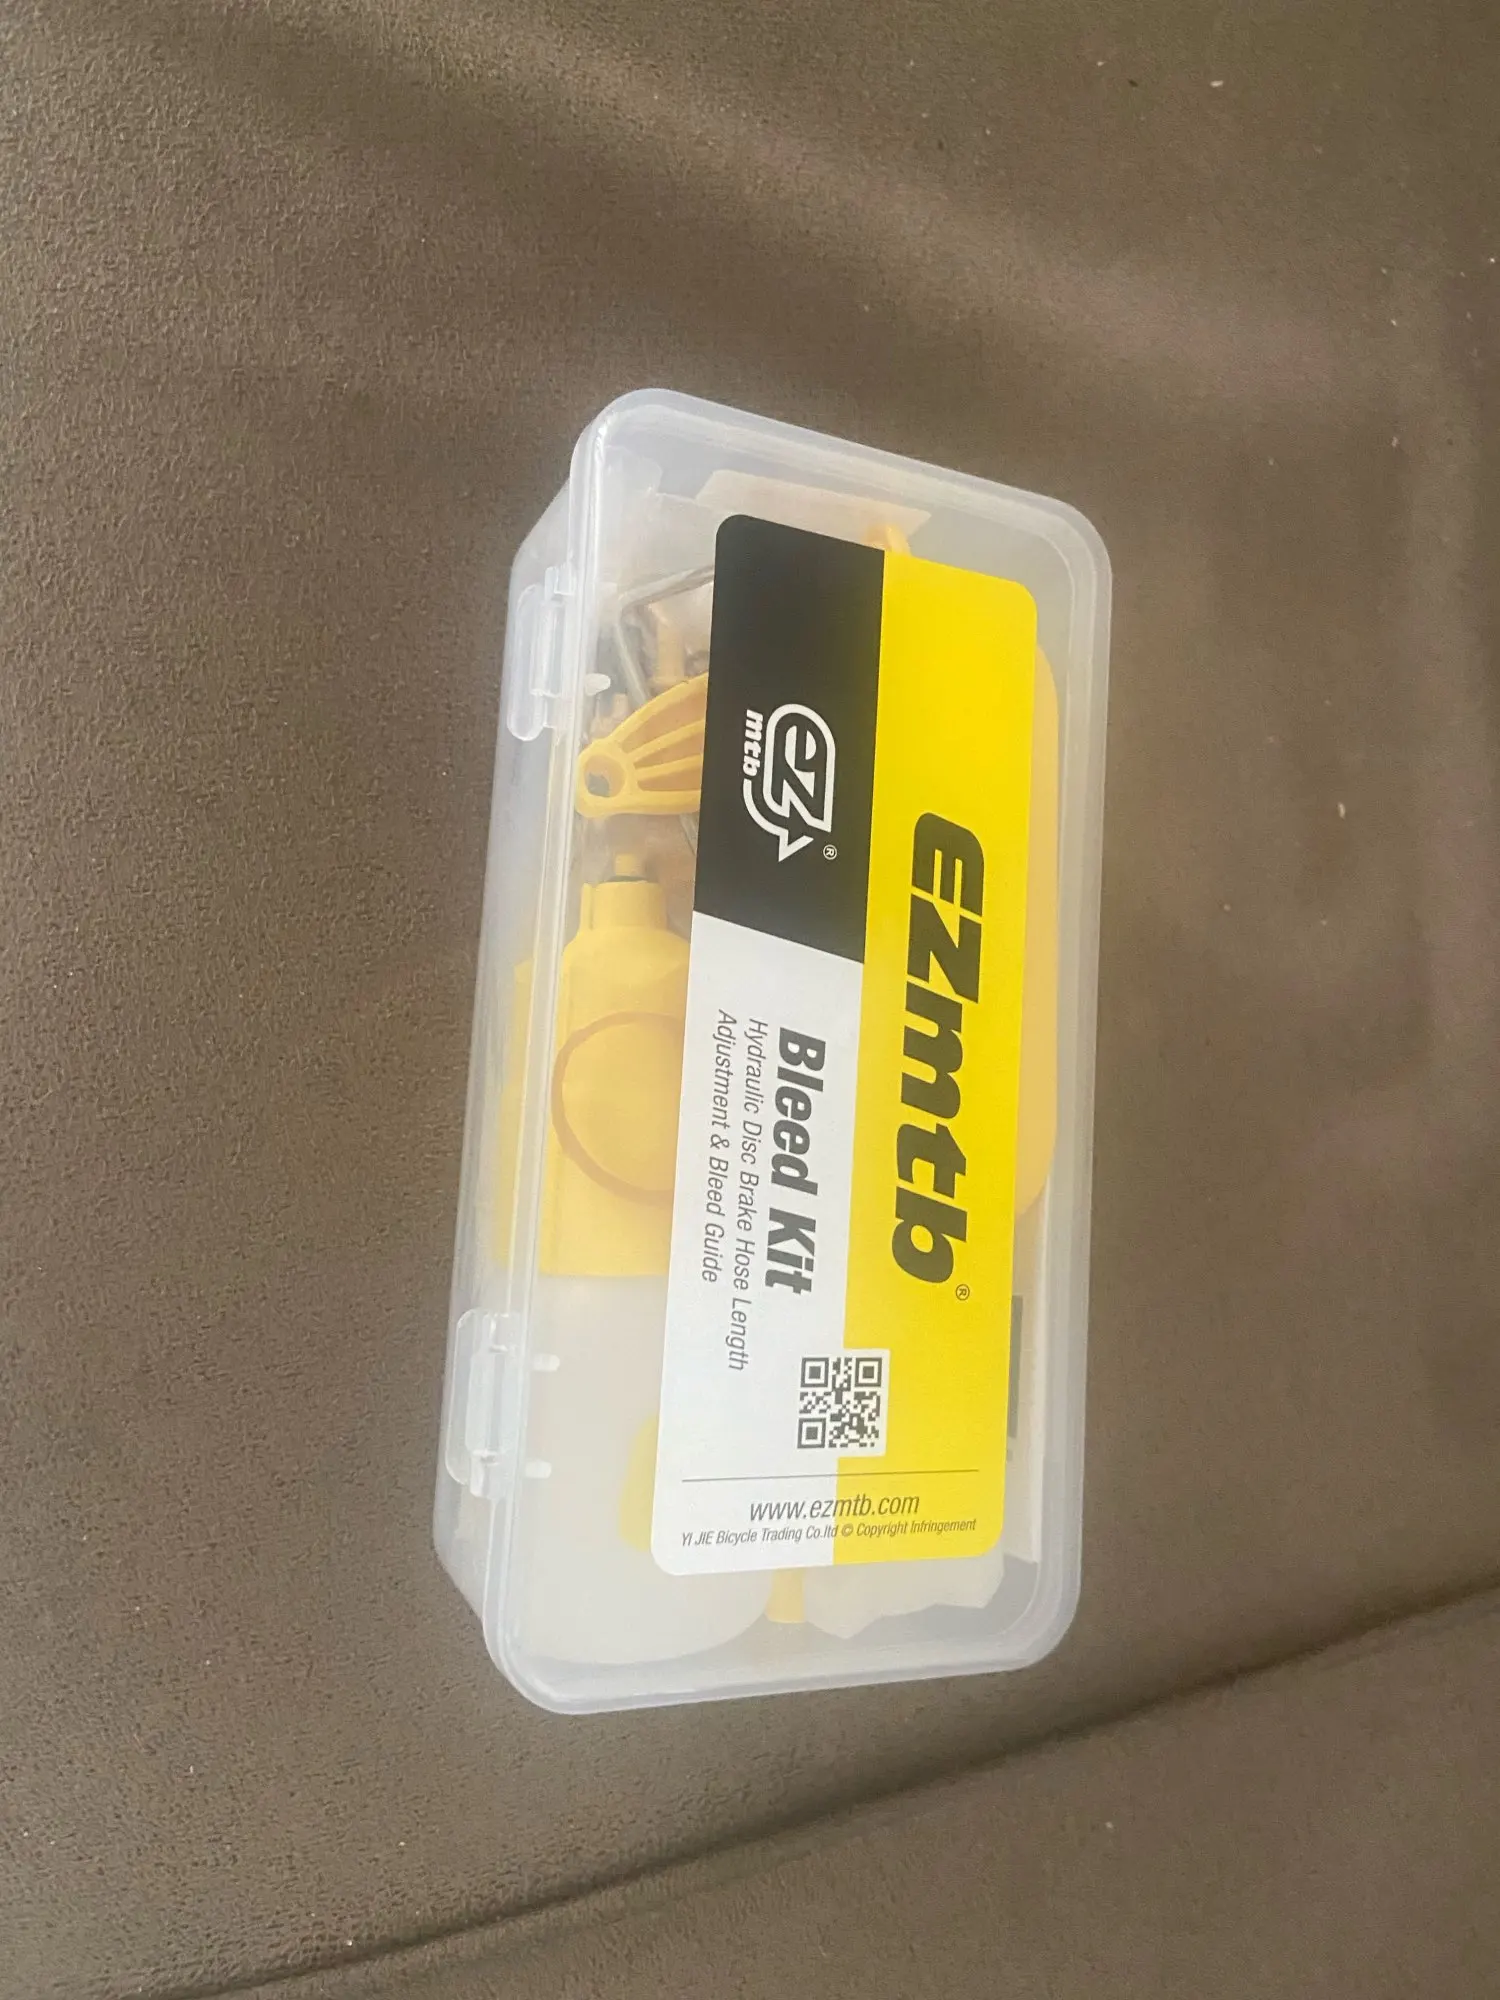 ez®
mtb
EZmtb®
Bleed Kit
Hydraulic Disc Brake Hose Length
Adjustment & Bleed Guide
www.ezmtb.com
YI JIE Bicycle Trading Co.ltd © Copyright Infringement